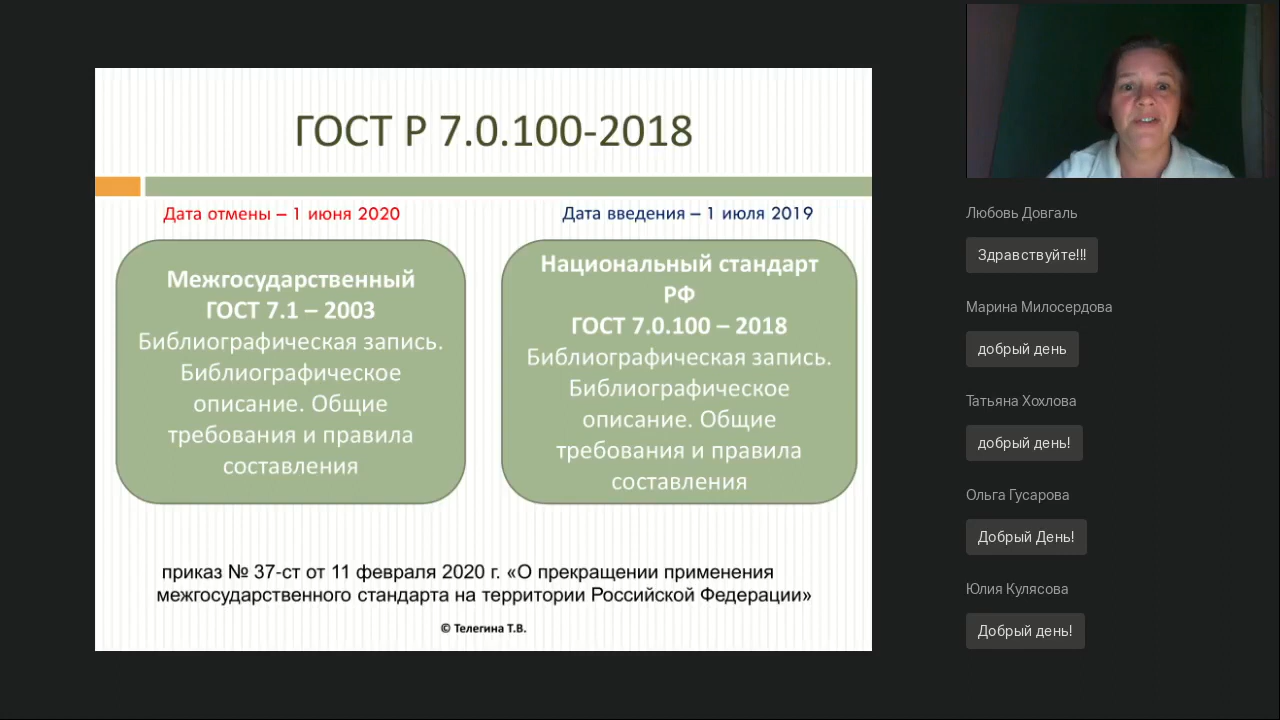 ГОСТ Р 7.0.100-2018
Дата отмены – 1 июня 2020
Дата введения – 1 июля 2019
Межгосударственный
ГОСТ 7.1 – 2003
Библиографическая запись.
Библиографическое
описание. Общие
требования и правила
составления
Национальный стандарт
РФ
ГОСТ 7.0.100 – 2018
Библиографическая запись.
Библиографическое
описание. Общие
требования и правила
составления
приказ № 37-ст от 11 февраля 2020 г. «О прекращении применения
межгосударственного стандарта на территории Российской Федерации»
© Телегина Т.В.
Любовь Довгаль
Здравствуйте!!!
Марина Милосердова
добрый день
Татьяна Хохлова
добрый день!
Ольга Гусарова
Добрый День!
Юлия Кулясова
Добрый день!